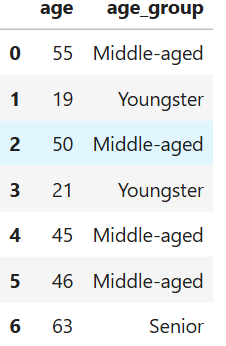 age age_group
0 55 Middle-aged
1 19 Youngster
2 50 Middle-aged
3 21 Youngster
4 45 Middle-aged
5 46 Middle-aged
6 63 Senior